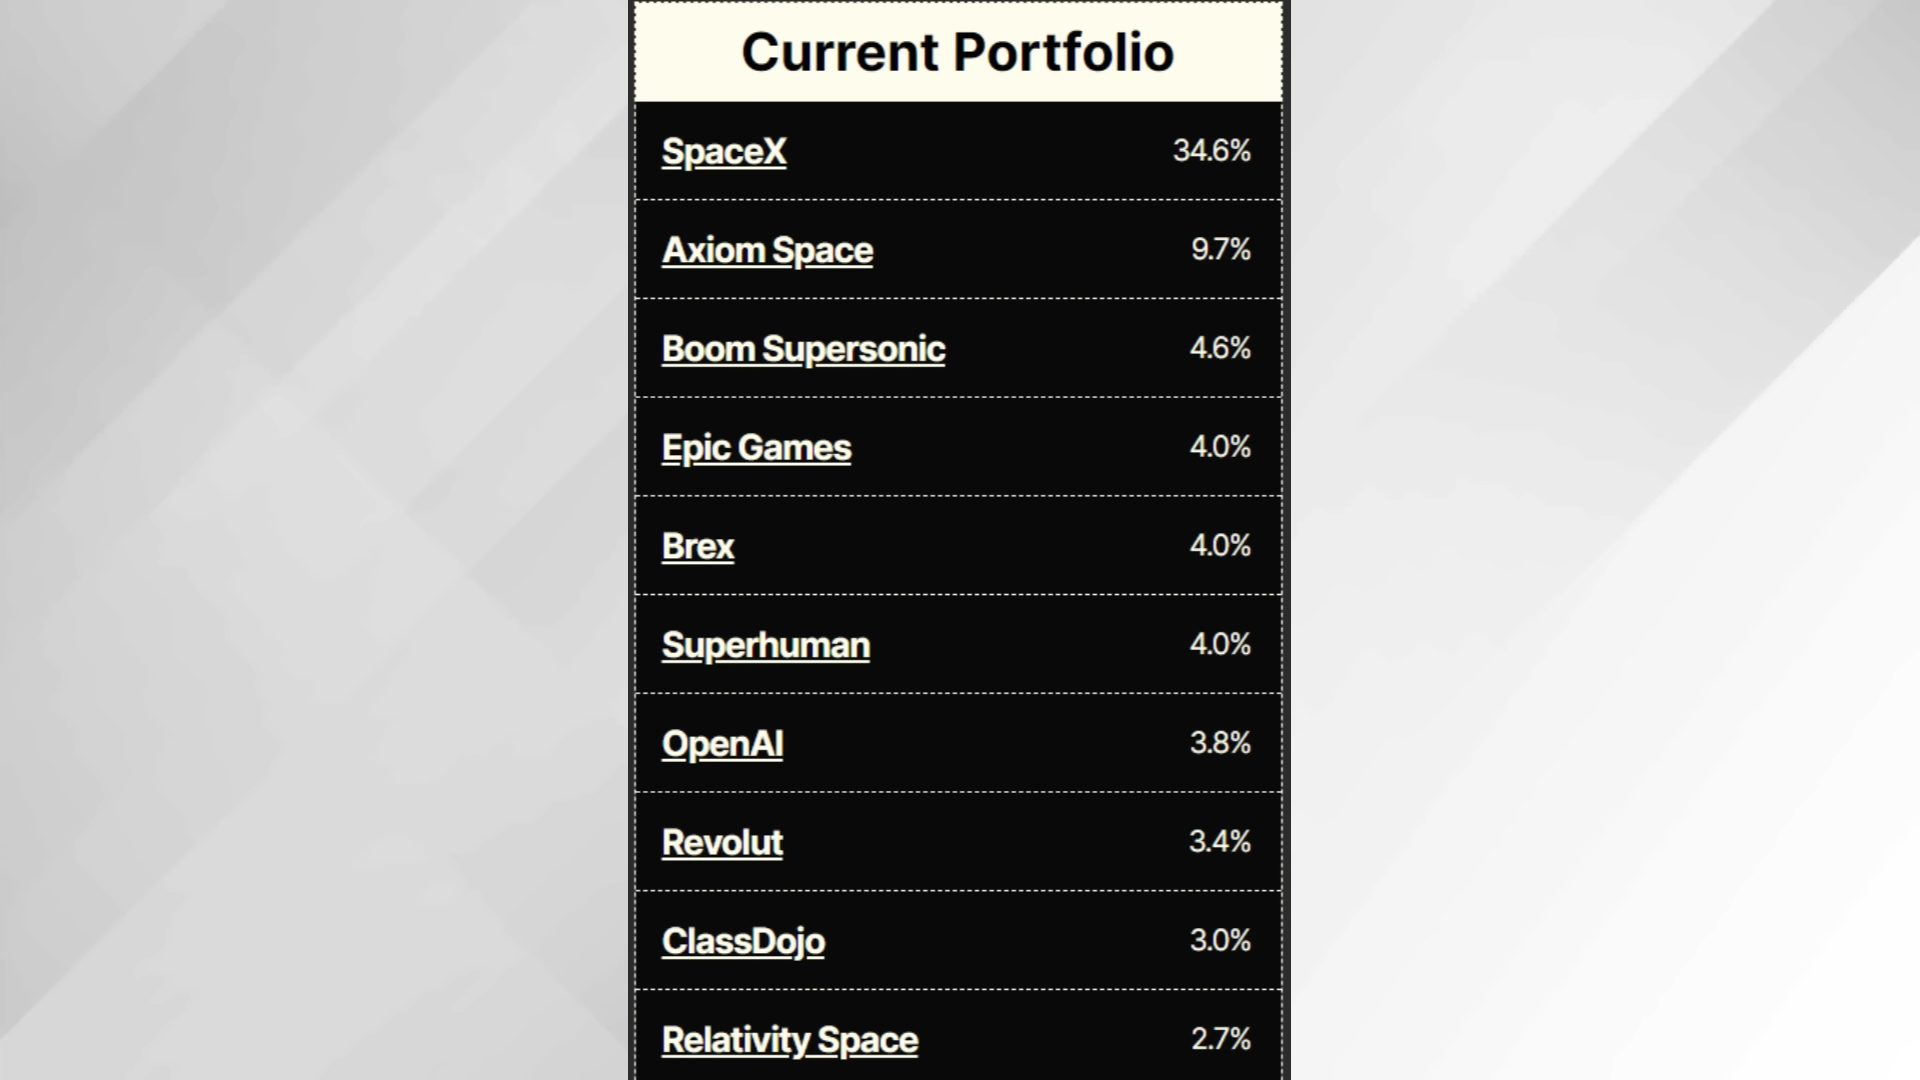 Current Portfolio
SpaceX 34.6%
Axiom Space 9.7%
Boom Supersonic 4.6%
Epic Games 4.0%
Brex 4.0%
Superhuman 4.0%
OpenAI 3.8%
Revolut 3.4%
ClassDojo 3.0%
Relativity Space 2.7%